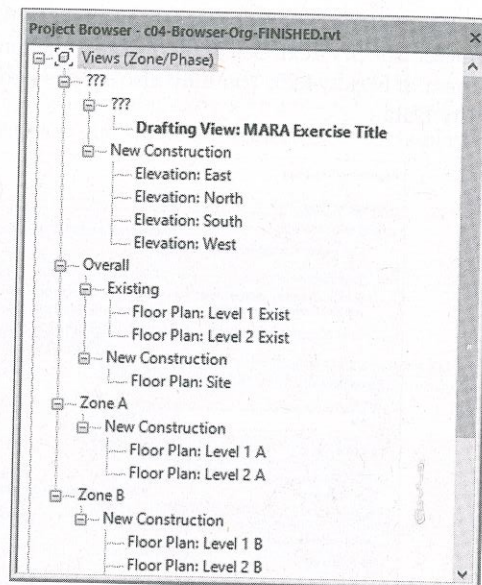 Project Browser - c04-Browser-Org-FINISHED.rvt
Views (Zone/Phase)
???
???
Drafting View: MARA Exercise Title
New Construction
Elevation: East
Elevation: North
Elevation: South
Elevation: West
Overall
Existing
Floor Plan: Level 1 Exist
Floor Plan: Level 2 Exist
New Construction
Floor Plan: Site
Zone A
New Construction
Floor Plan: Level 1 A
Floor Plan: Level 2 A
Zone B
New Construction
Floor Plan: Level 1 B
Floor Plan: Level 2 B